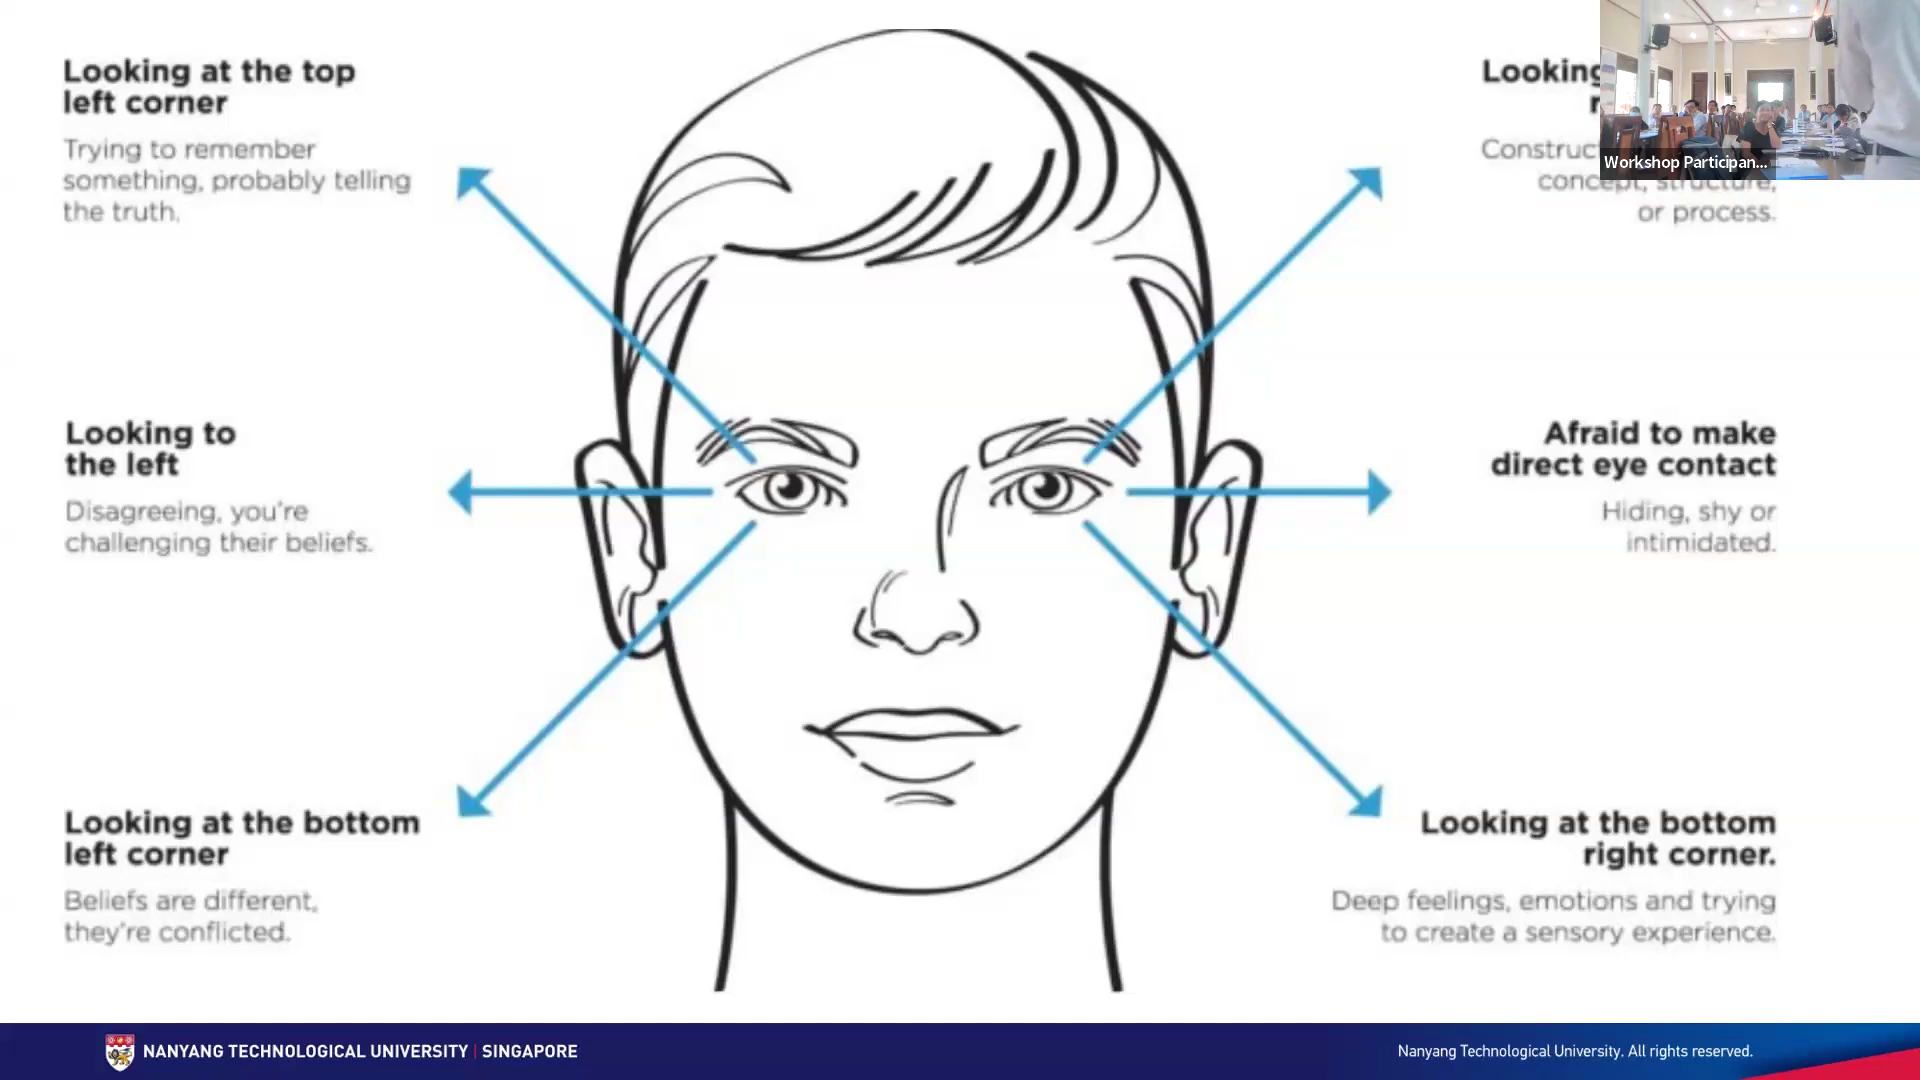 Looking at the top
left corner
Trying to remember
something, probably telling
the truth.
Looking to
the left
Disagreeing, you're
challenging their beliefs.
Looking at the bottom
left corner
Beliefs are different,
they're conflicted.
Looking
Workshop Participan...
concept, structure,
or process.
Afraid to make
direct eye contact
Hiding, shy or
intimidated.
Looking at the bottom
right corner.
Deep feelings, emotions and trying
to create a sensory experience.
NANYANG TECHNOLOGICAL UNIVERSITY | SINGAPORE
Nanyang Technological University. All rights reserved.